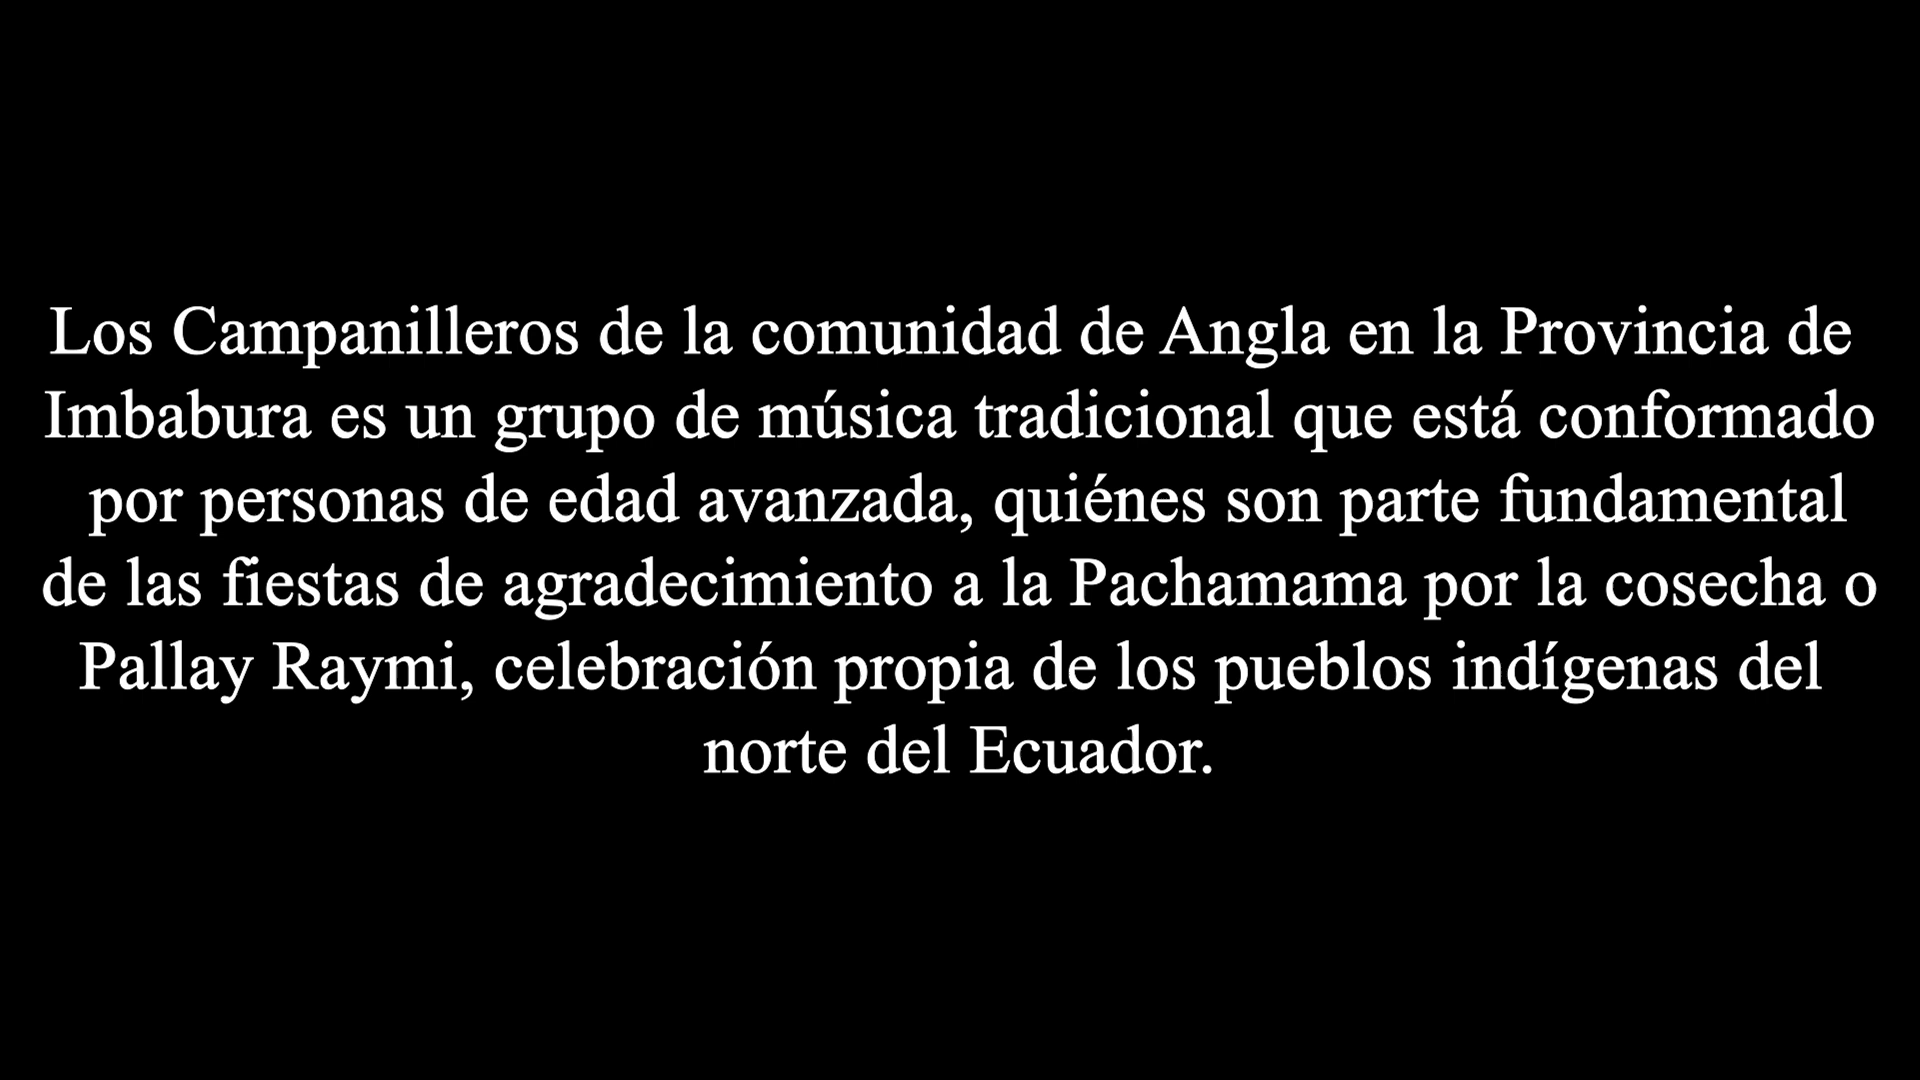 Los Campanilleros de la comunidad de Angla en la Provincia de
Imbabura es un grupo de música tradicional que está conformado
por personas de edad avanzada, quiénes son parte fundamental
de las fiestas de agradecimiento a la Pachamama por la cosecha o
Pallay Raymi, celebración propia de los pueblos indígenas del
norte del Ecuador.